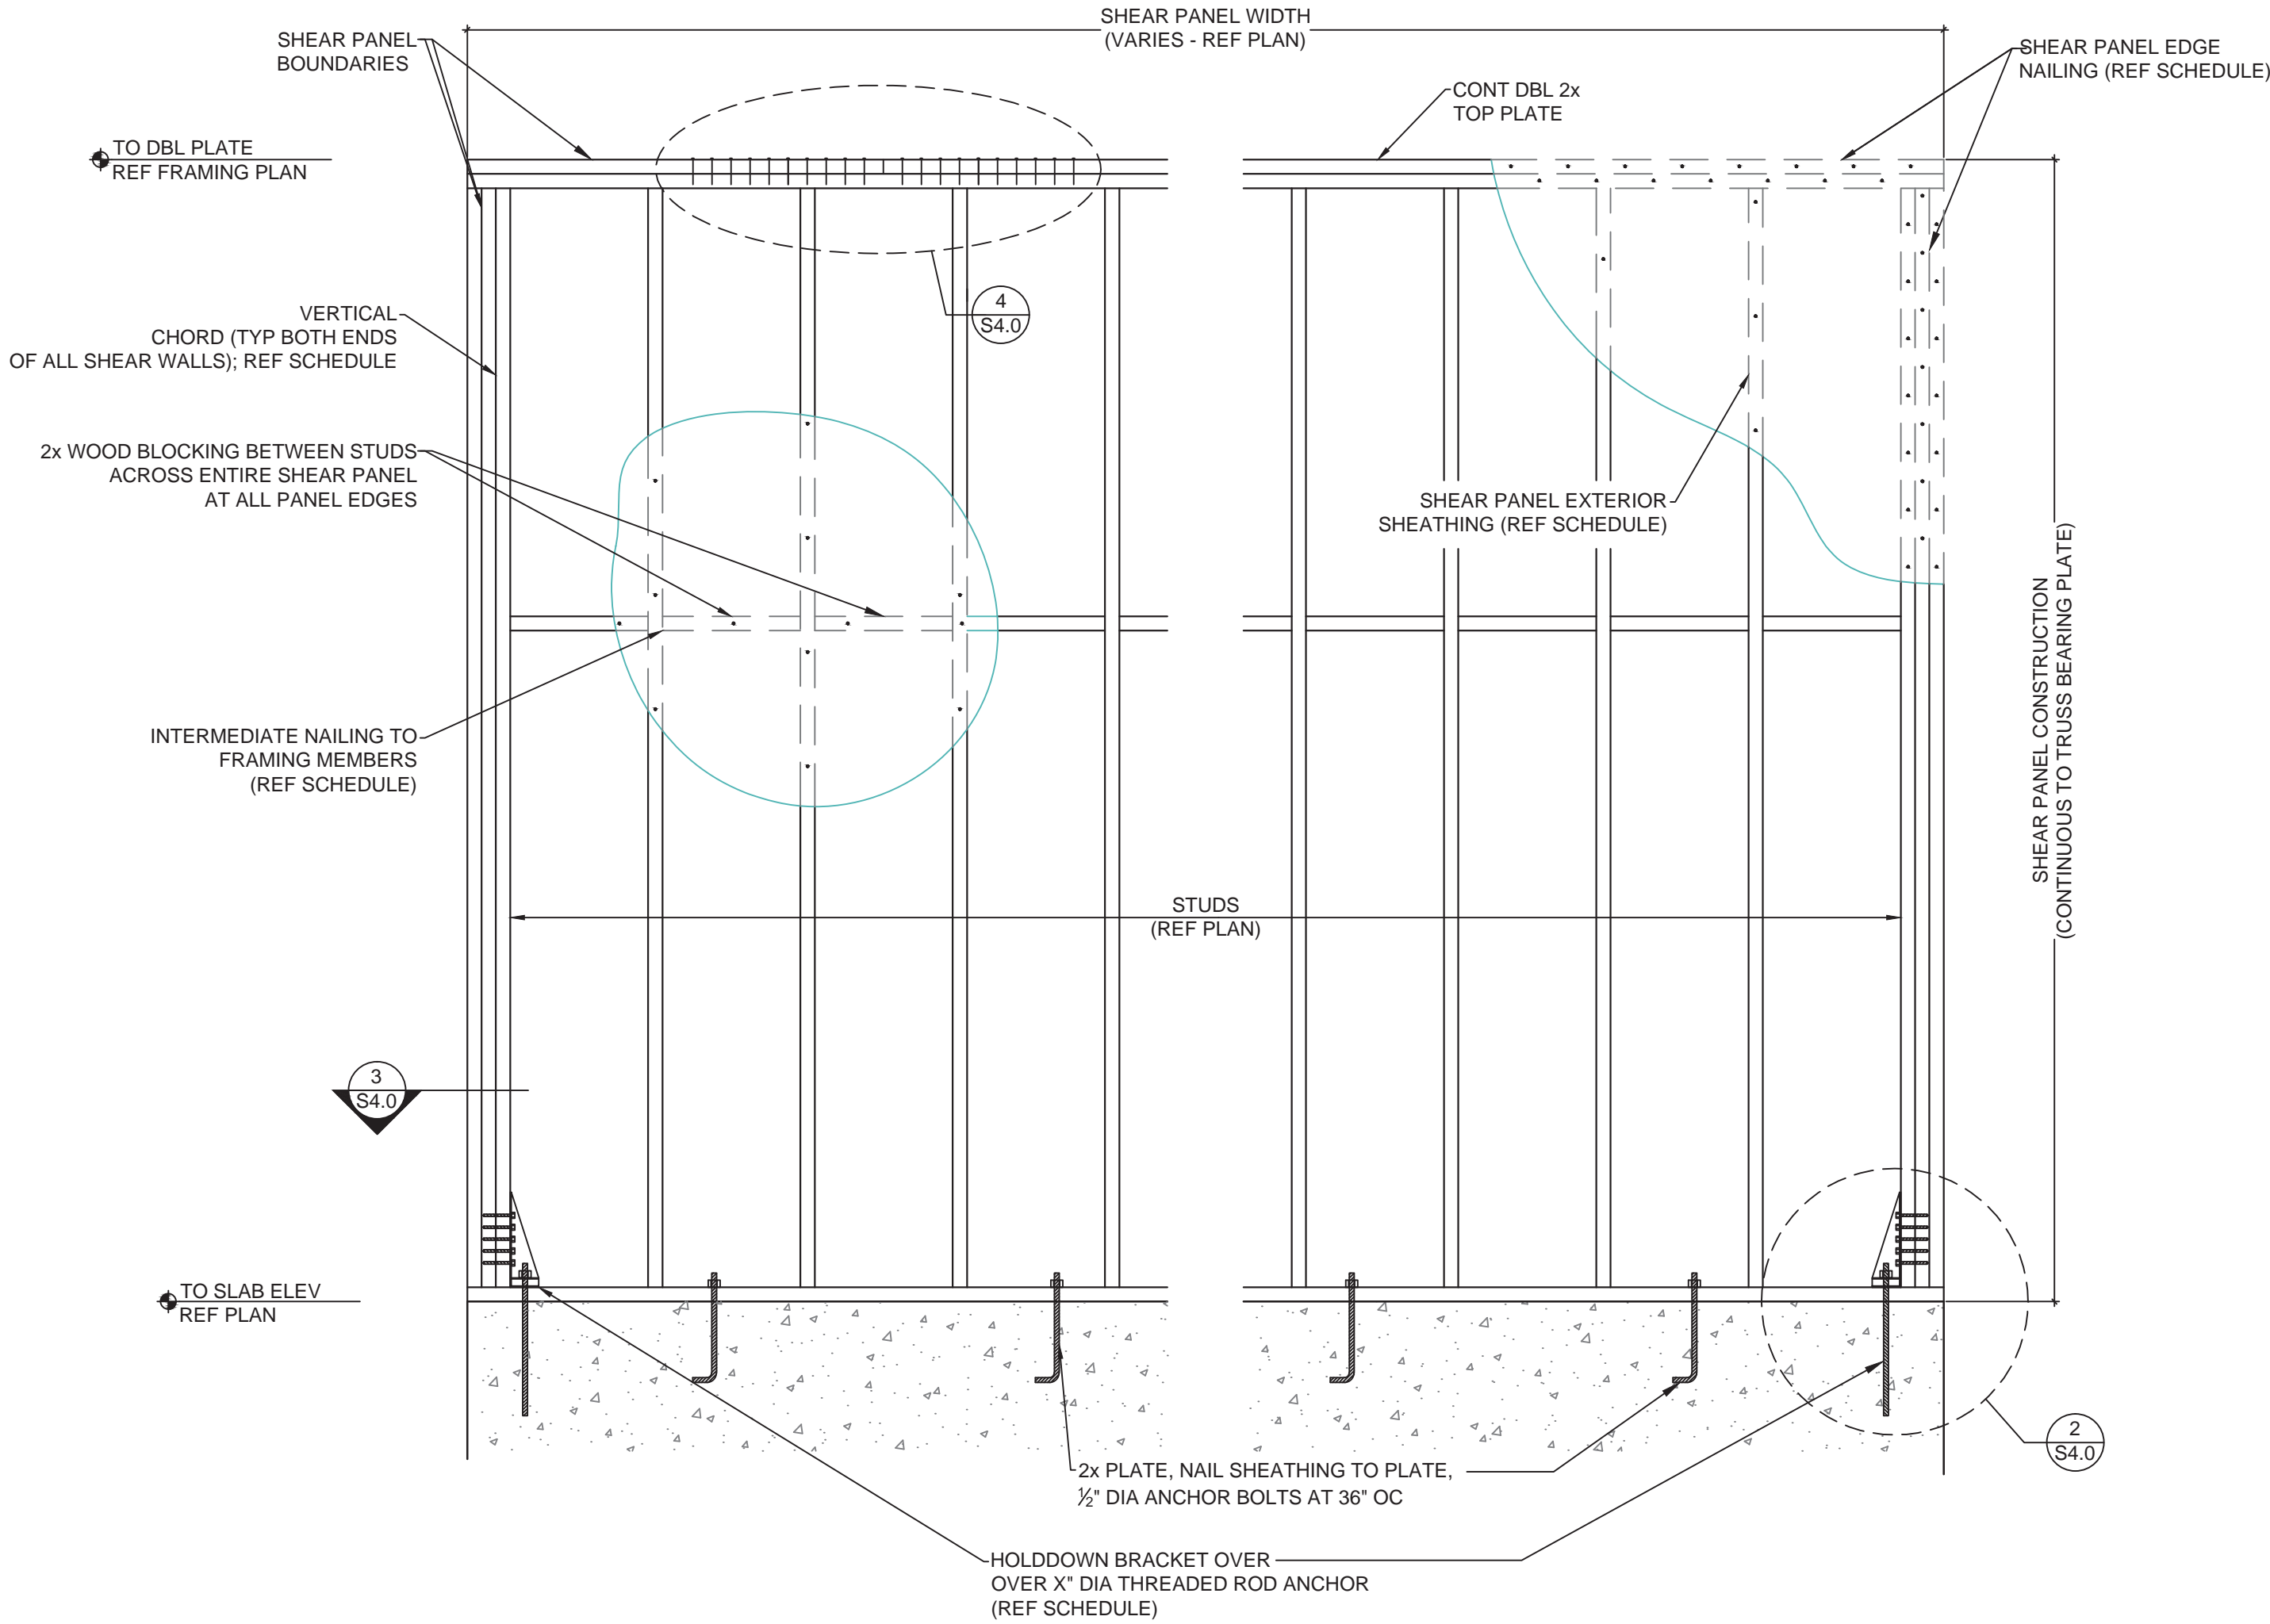 SHEAR PANEL WIDTH
(VARIES - REF PLAN)
SHEAR PANEL
BOUNDARIES
SHEAR PANEL EDGE
NAILING (REF SCHEDULE)
CONT DBL 2x
TOP PLATE
TO DBL PLATE
REF FRAMING PLAN
4
S4.0
VERTICAL
CHORD (TYP BOTH ENDS
OF ALL SHEAR WALLS); REF SCHEDULE
2x WOOD BLOCKING BETWEEN STUDS
ACROSS ENTIRE SHEAR PANEL
AT ALL PANEL EDGES
SHEAR PANEL EXTERIOR
SHEATHING (REF SCHEDULE)
SHEAR PANEL CONSTRUCTION
(CONTINUOUS TO TRUSS BEARING PLATE)
INTERMEDIATE NAILING TO
FRAMING MEMBERS
(REF SCHEDULE)
STUDS
(REF PLAN)
3
S4.0
TO SLAB ELEV
REF PLAN
2
S4.0
2x PLATE, NAIL SHEATHING TO PLATE,
½" DIA ANCHOR BOLTS AT 36" OC
HOLDDOWN BRACKET OVER
OVER X" DIA THREADED ROD ANCHOR
(REF SCHEDULE)